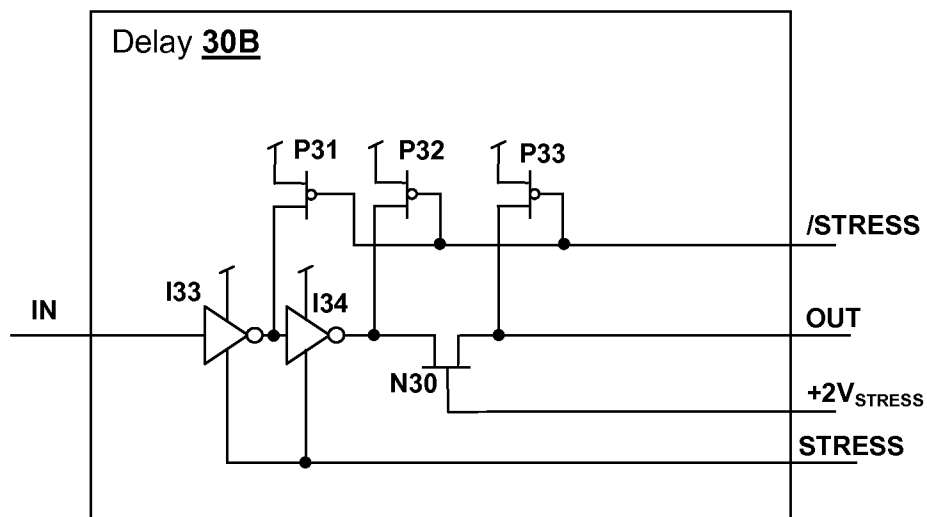 Delay 30B
P31
P32
P33
/STRESS
I33
I34
IN
OUT
N30
+2VSTRESS
STRESS